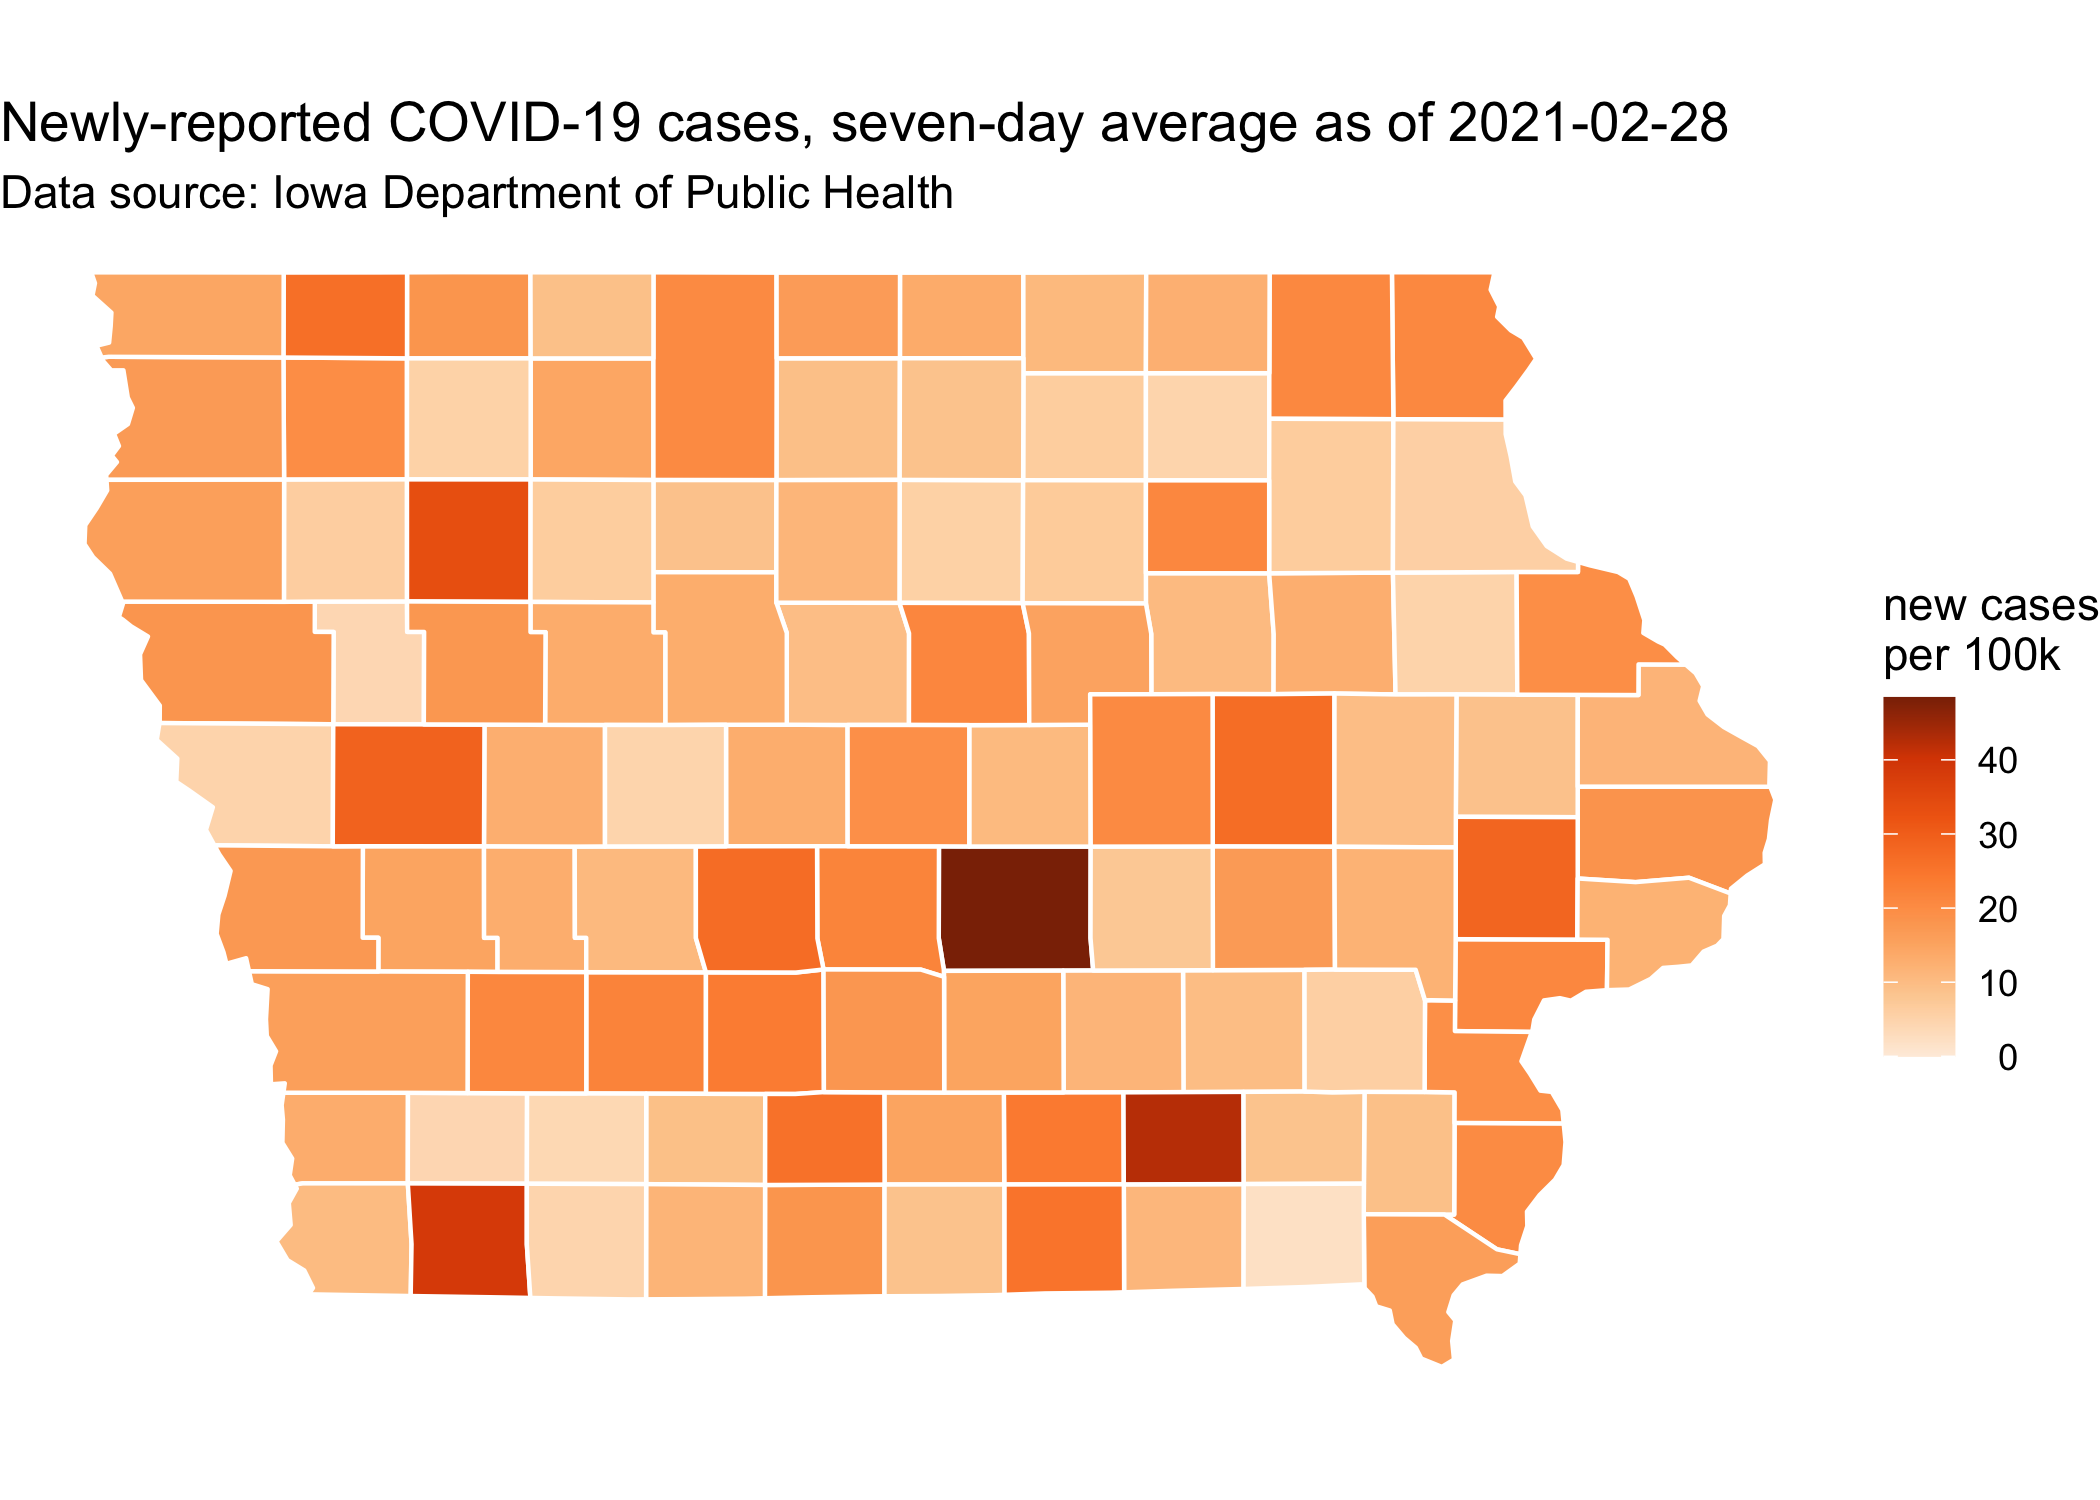 Newly-reported COVID-19 cases, seven-day average as of 2021-02-28
Data source: Iowa Department of Public Health
new cases
per 100k
40
30
20
10
0